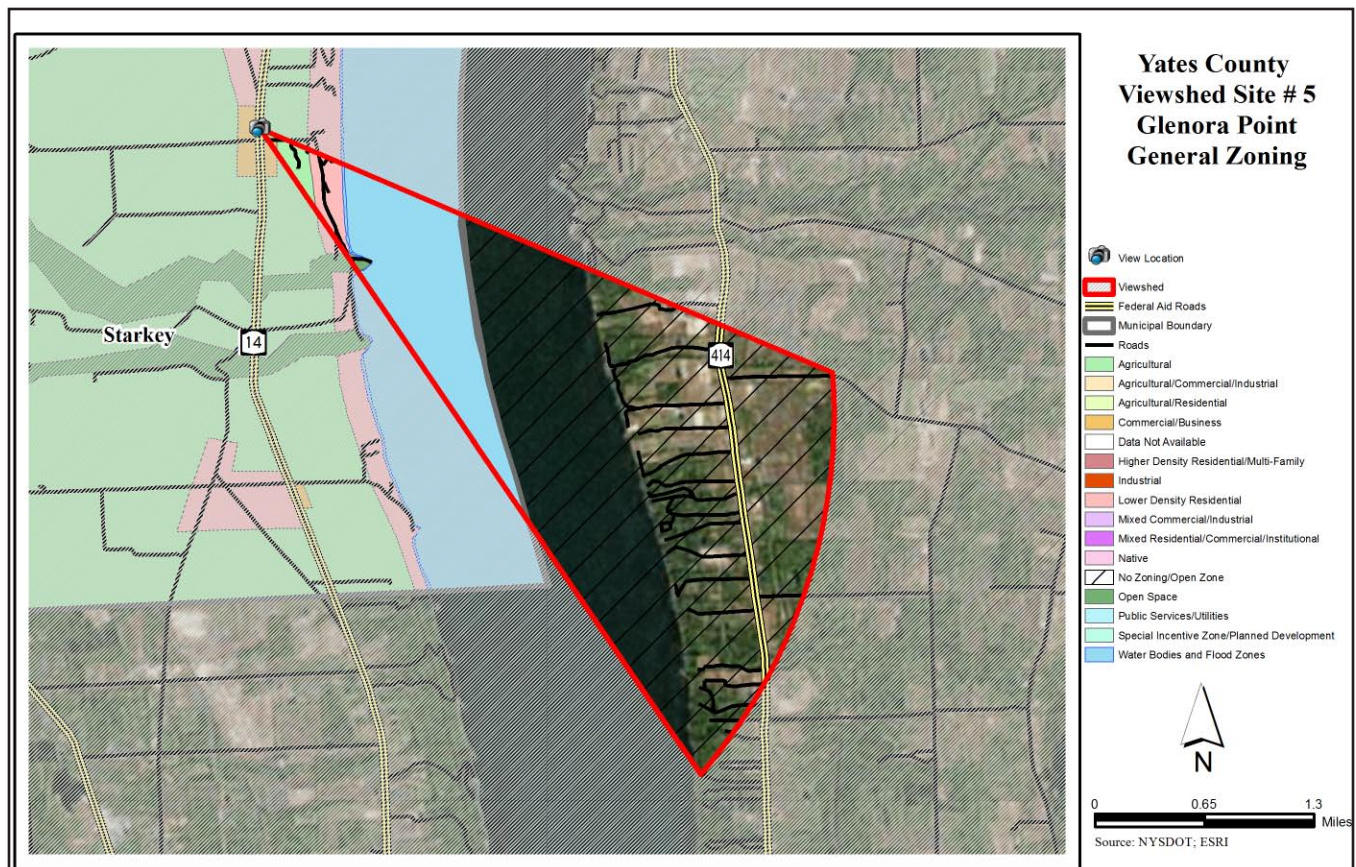 Yates County
Viewshed Site # 5
Glenora Point
General Zoning
View Location
Viewshed
Federal Aid Roads
Municipal Boundary
Roads
Agricultural
Agricultural/Commercial/Industrial
Agricultural/Residential
Commercial/Business
Data Not Available
Higher Density Residential/Multi-Family
Industrial
Lower Density Residential
Mixed Commercial/Industrial
Mixed Residential/Commercial/Institutional
Native
No Zoning/Open Zone
Open Space
Public Services/Utilities
Special Incentive Zone/Planned Development
Water Bodies and Flood Zones
N
0 0.65 1.3
Miles
Source: NYSDOT; ESRI
Starkey
14
414